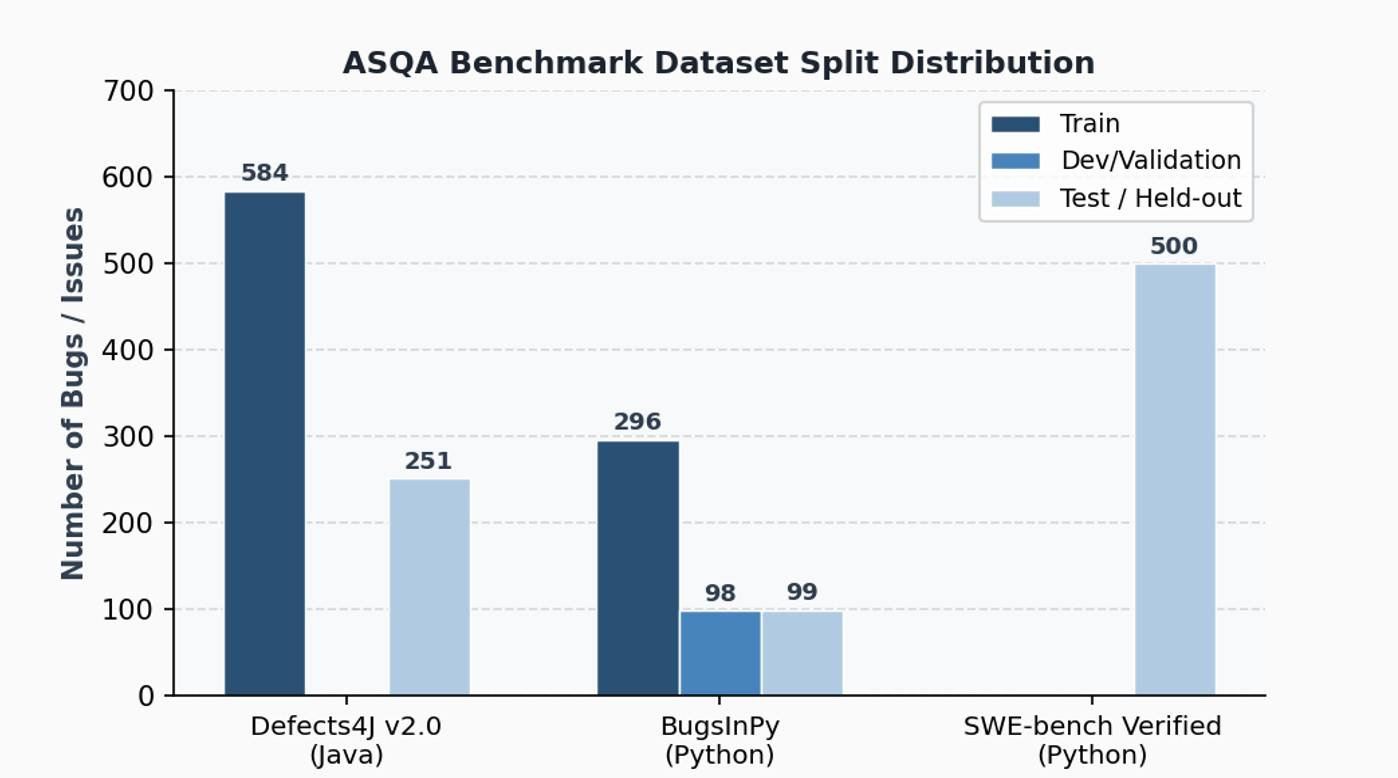 ASQA Benchmark Dataset Split Distribution
Number of Bugs / Issues
700
600
500
400
300
200
100
0
Train
Dev/Validation
Test / Held-out
584
251
296
98
99
500
Defects4J v2.0
(Java)
BugsInPy
(Python)
SWE-bench Verified
(Python)